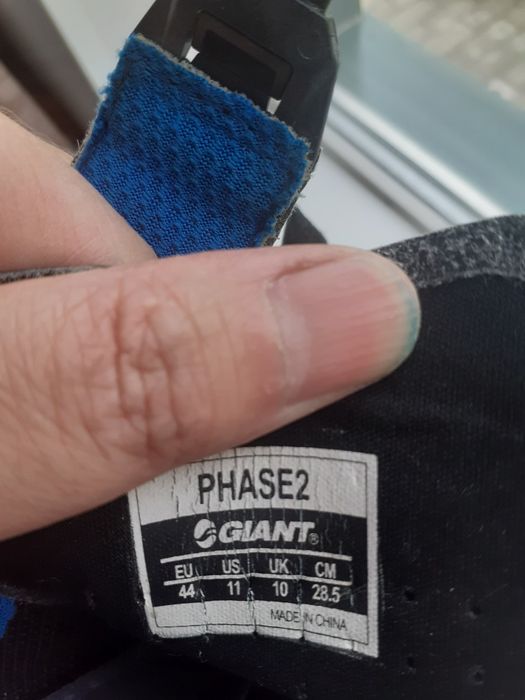 PHASE2
GIANT®
EU US UK CM
44 11 10 28.5
MADE IN CHINA